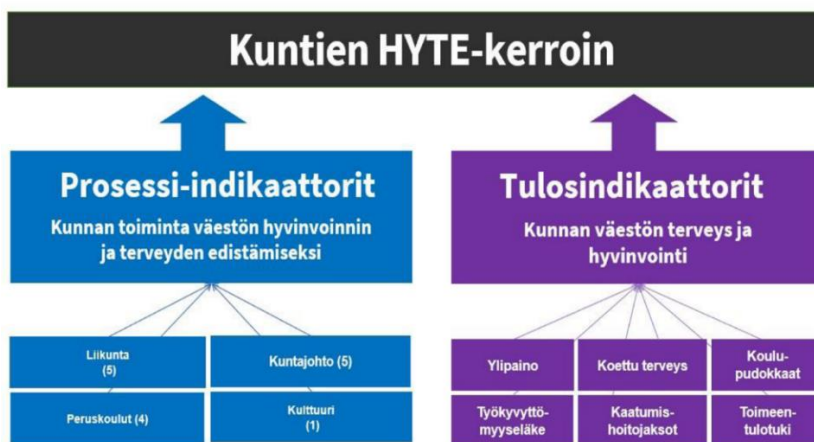 Kuntien HYTE-kerroin
Prosessi-indikaattorit
Kunnan toiminta väestön hyvinvoinnin
ja terveyden edistämiseksi
Tulosindikaattorit
Kunnan väestön terveys ja
hyvinvointi
Liikunta
(5)
Kuntajohto (5)
Peruskoulut (4)
Kulttuuri
(1)
Ylipaino
Koettu terveys
Koulu-
pudokkaat
Työkyvyttö-
myyseläke
Kaatumis-
hoitojaksot
Toimeen-
tulotuki